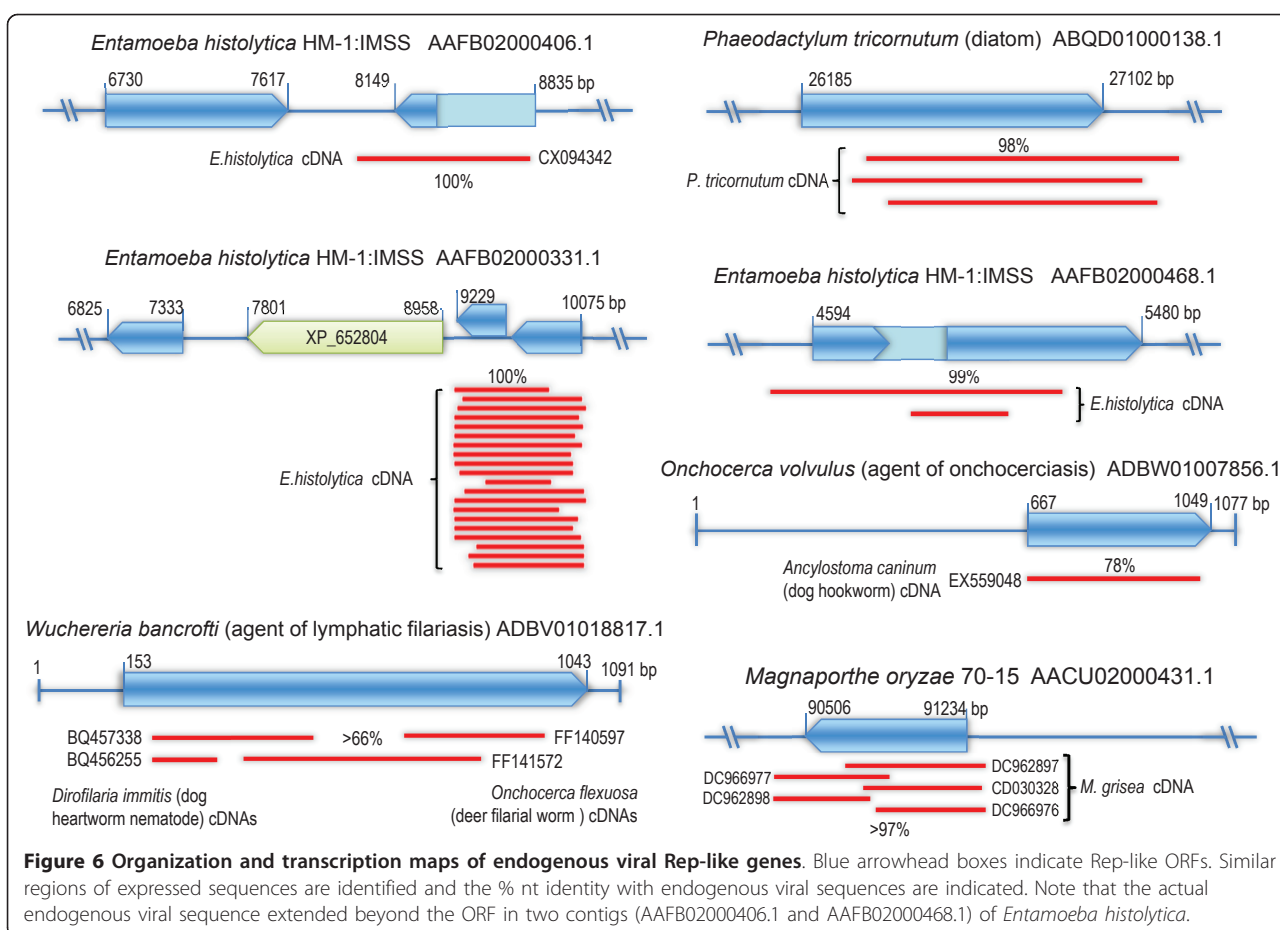 Entamoeba histolytica HM-1:IMSS AAFB02000406.1
6730 7617 8149 8835 bp
E.histolytica cDNA CX094342
100%
Phaeodactylum tricornutum (diatom) ABQD01000138.1
26185 27102 bp
98%
P. tricornutum cDNA
Entamoeba histolytica HM-1:IMSS AAFB02000331.1
6825 7333 7801 8958 9229 10075 bp
XP_652804
100%
E.histolytica cDNA
Entamoeba histolytica HM-1:IMSS AAFB02000468.1
4594 5480 bp
99%
E.histolytica cDNA
Onchocerca volvulus (agent of onchocerciasis) ADBW01007856.1
1 667 1049 1077 bp
Ancylostoma caninum
(dog hookworm) cDNA
EX559048
78%
Wuchereria bancrofti (agent of lymphatic filariasis) ADBV01018817.1
1 153 1043 1091 bp
BQ457338 >66% FF140597
BQ456255 FF141572
Dirofilaria immitis (dog
heartworm nematode) cDNAs
Onchocerca flexuosa
(deer filarial worm ) cDNAs
Magnaporthe oryzae 70-15 AACU02000431.1
90506 91234 bp
DC962897
DC966977
CD030328
DC962898
DC966976
M. grisea cDNA
>97%
Figure 6 Organization and transcription maps of endogenous viral Rep-like genes. Blue arrowhead boxes indicate Rep-like ORFs. Similar
regions of expressed sequences are identified and the % nt identity with endogenous viral sequences are indicated. Note that the actual
endogenous viral sequence extended beyond the ORF in two contigs (AAFB02000406.1 and AAFB02000468.1) of Entamoeba histolytica.